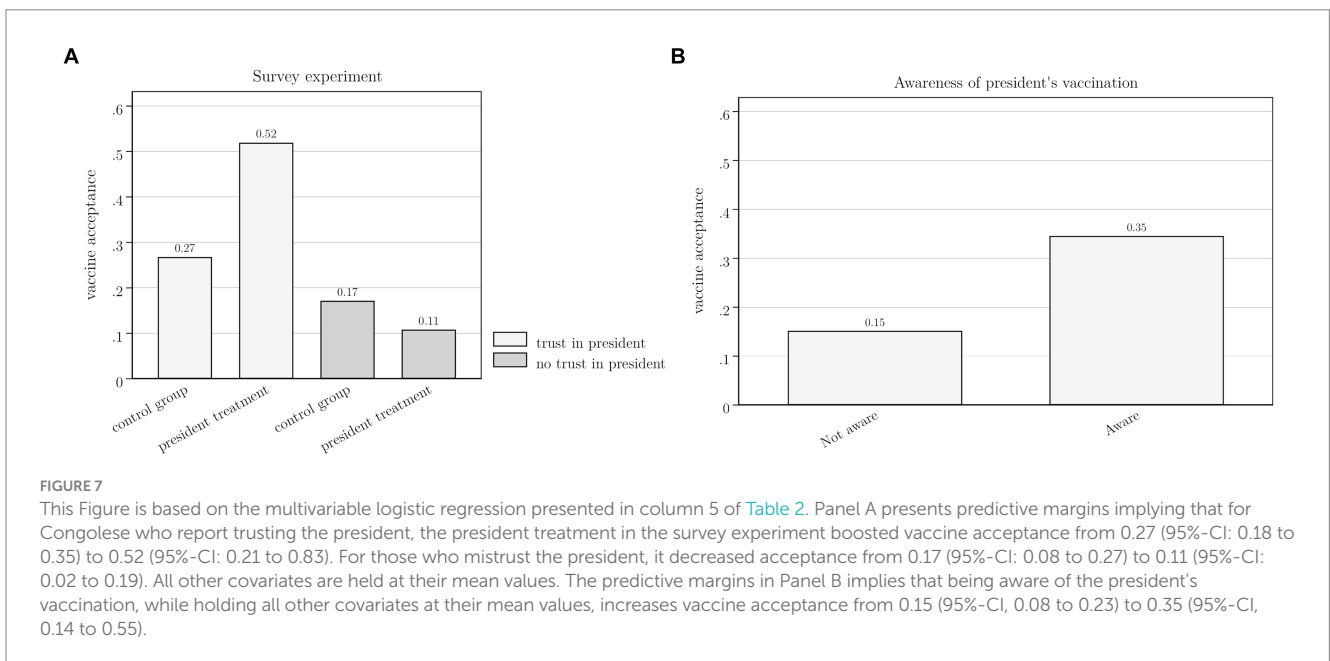 A
Survey experiment
vaccine acceptance
.6
.5
.4
.3
.2
.1
0
0.27
0.52
0.17
0.11
control group
president treatment
control group
president treatment
trust in president
no trust in president
B
Awareness of president's vaccination
vaccine acceptance
.6
.5
.4
.3
.2
.1
0
0.15
0.35
Not aware
Aware
FIGURE 7
This Figure is based on the multivariable logistic regression presented in column 5 of Table 2. Panel A presents predictive margins implying that for
Congolese who report trusting the president, the president treatment in the survey experiment boosted vaccine acceptance from 0.27 (95%-CI: 0.18 to
0.35) to 0.52 (95%-CI: 0.21 to 0.83). For those who mistrust the president, it decreased acceptance from 0.17 (95%-CI: 0.08 to 0.27) to 0.11 (95%-CI:
0.02 to 0.19). All other covariates are held at their mean values. The predictive margins in Panel B implies that being aware of the president's
vaccination, while holding all other covariates at their mean values, increases vaccine acceptance from 0.15 (95%-CI, 0.08 to 0.23) to 0.35 (95%-CI,
0.14 to 0.55).